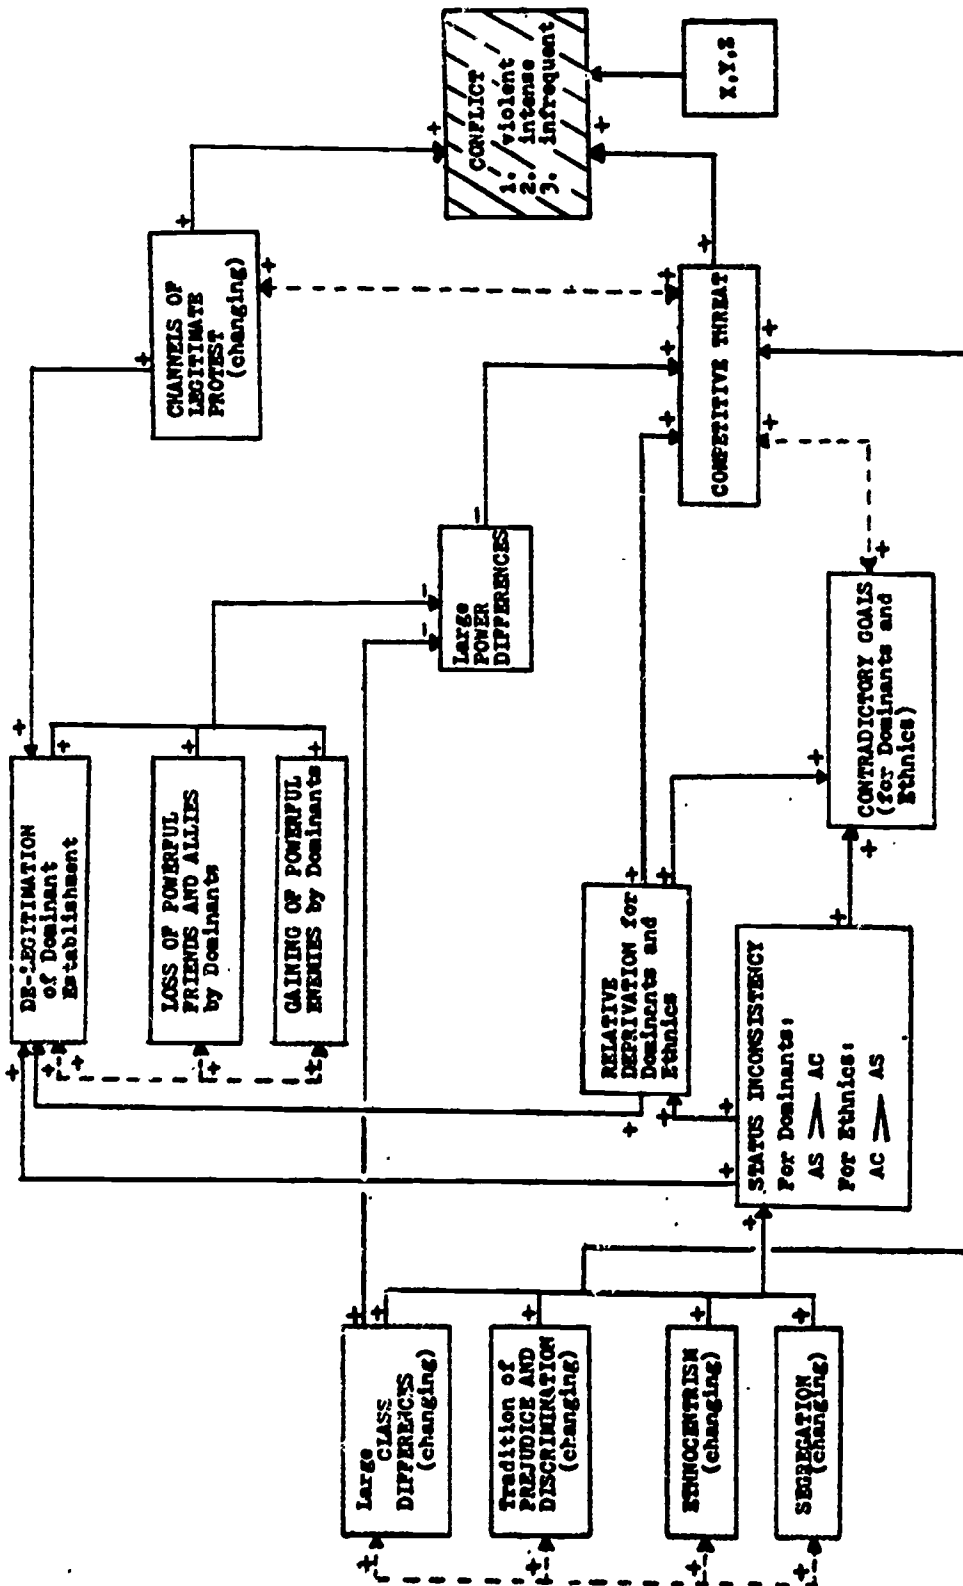 Large
CLASS
DIFFERENCES
(changing)
Tradition of
PREJUDICE AND
DISCRIMINATION
(changing)
ETHNOCENTRISM
(changing)
SEGREGATION
(changing)
DE-LEGITIMATION
of Dominant
Establishment
LOSS OF POWERFUL
FRIENDS AND ALLIES
by Dominants
GAINING OF POWERFUL
ENEMIES by Dominants
RELATIVE
DEPRIVATION for
Dominants and
Ethnics
STATUS INCONSISTENCY
For Dominants:
AS > AC
For Ethnics:
AC > AS
Large
POWER
DIFFERENCES
CONTRADICTORY GOALS
(for Dominants and
Ethnics)
CHANNELS OF
LEGITIMATE
PROTEST
(changing)
COMPETITIVE THREAT
CONFLICT
1. violent
2. intense
3. infrequent
X,Y,Z